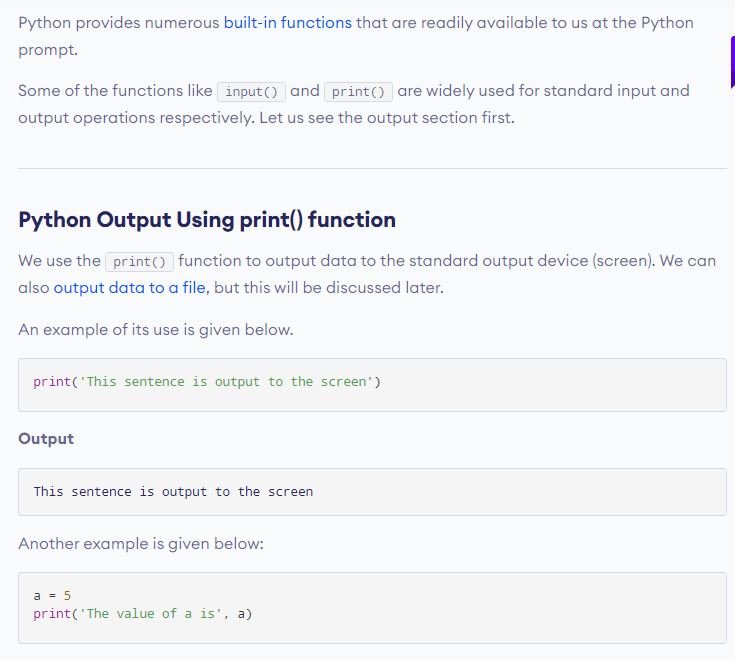 Python provides numerous built-in functions that are readily available to us at the Python
prompt.
Some of the functions like input() and print() are widely used for standard input and
output operations respectively. Let us see the output section first.
Python Output Using print() function
We use the print() function to output data to the standard output device (screen). We can
also output data to a file, but this will be discussed later.
An example of its use is given below.
print('This sentence is output to the screen')
Output
This sentence is output to the screen
Another example is given below:
a = 5
print('The value of a is', a)